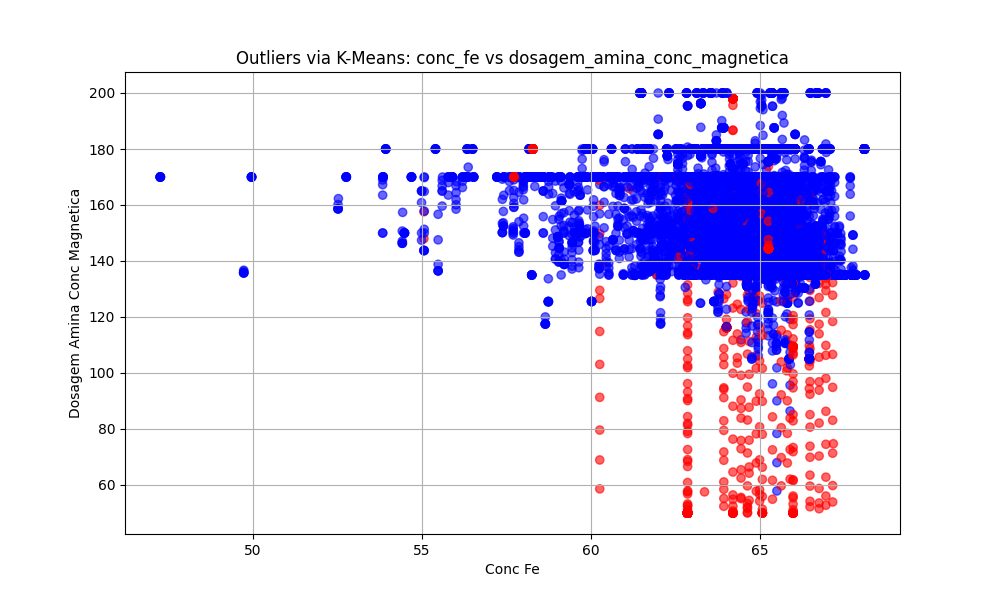 Outliers via K-Means: conc_fe vs dosagem_amina_conc_magnetica
200
180
160
140
120
100
80
60
Dosagem Amina Conc Magnetica
50 55 60 65
Conc Fe